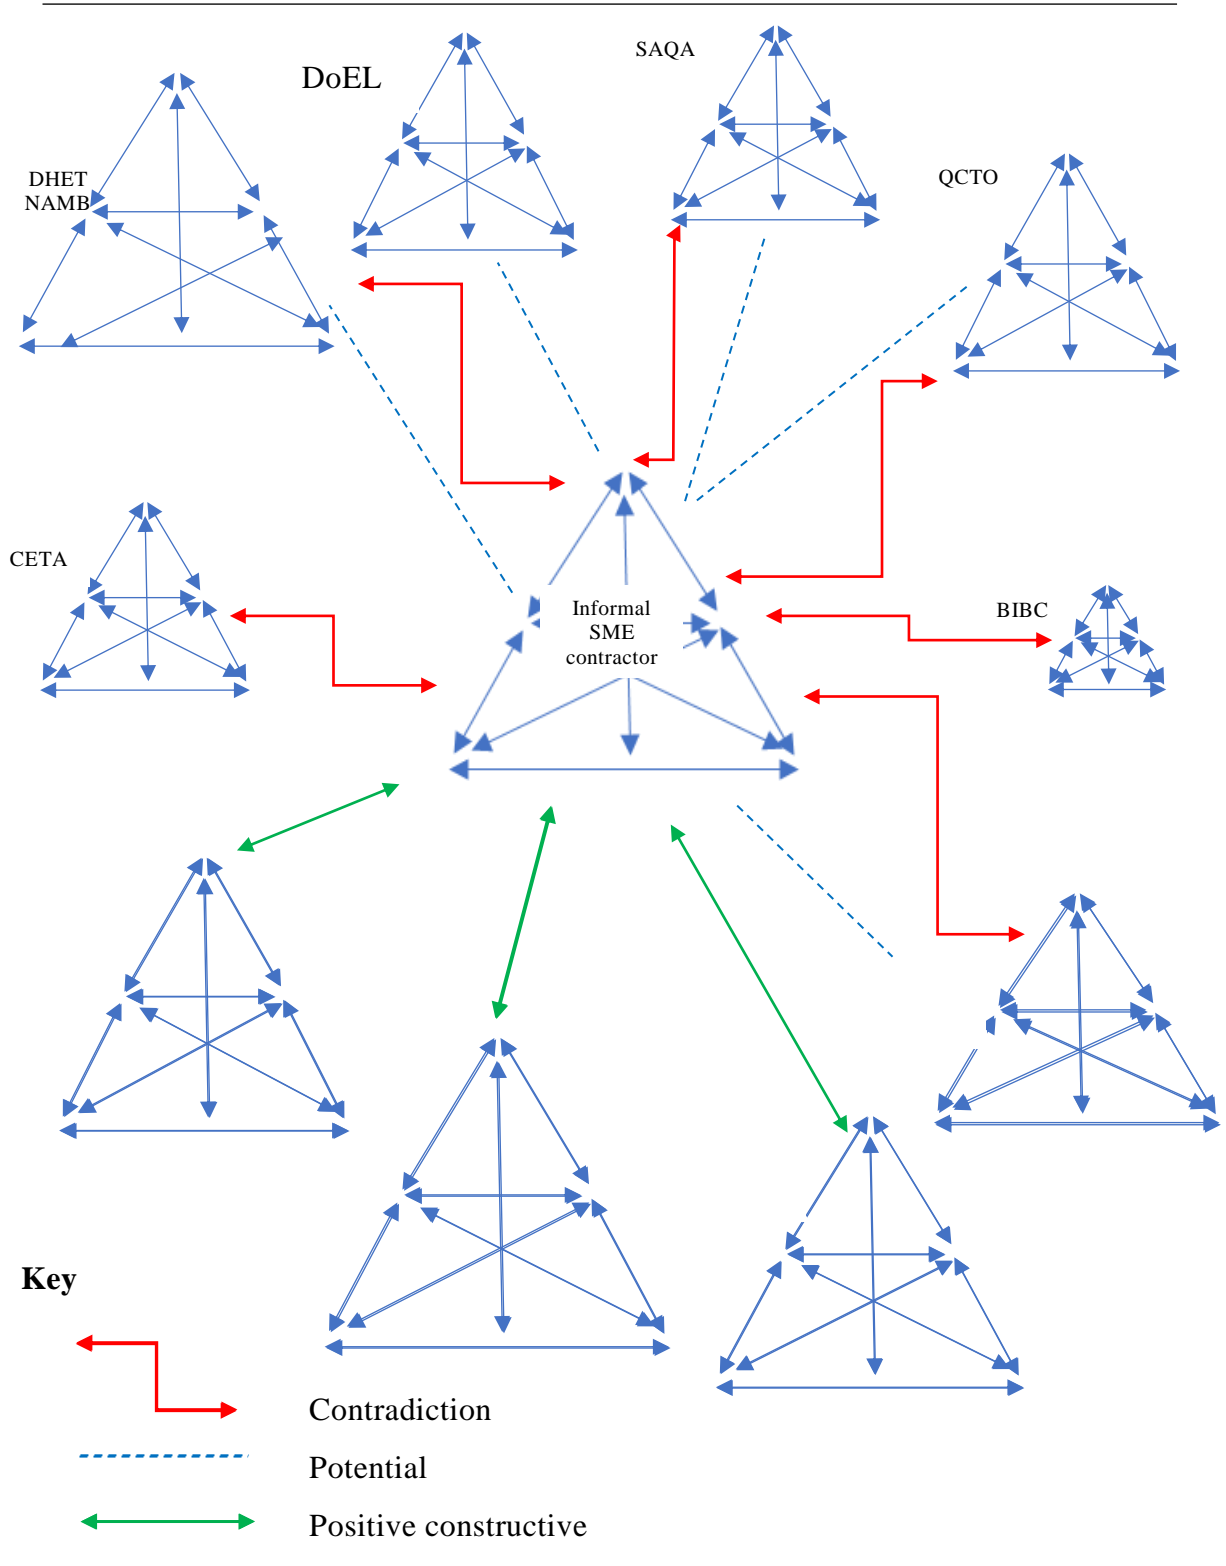 SAQA
DoEL
DHET
NAMB
QCTO
CETA
Informal
SME
contractor
BIBC
Key
Contradiction
Potential
Positive constructive